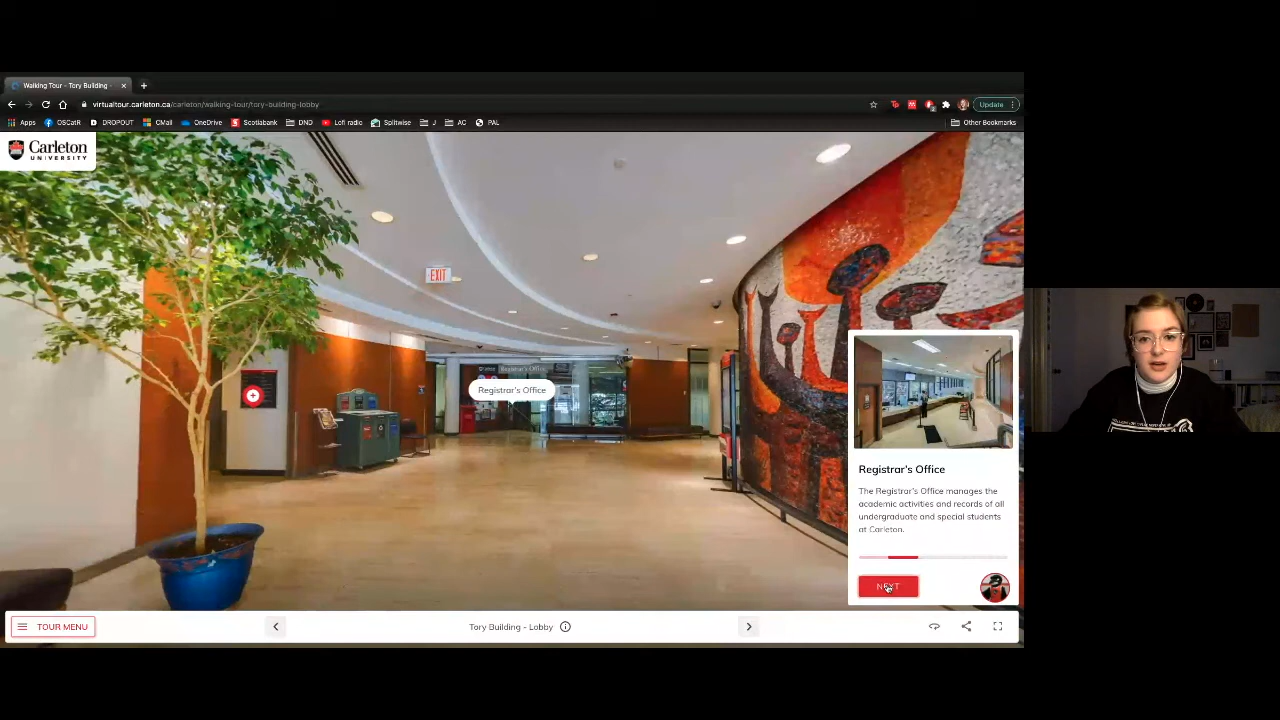 Walking Tour - Tory Building -
virtualtour.carleton.ca/carleton/walking-tour/tory-building-lobby
Update
Apps
OSCatR
DROPOUT
CMail
OneDrive
Scotiabank
DND
Lofi radio
Splitwise
J
AC
PAL
Other Bookmarks
Carleton
UNIVERSITY
EXIT
Registrar's Office
Registrar's Office
Registrar's Office
The Registrar's Office manages the
academic activities and records of all
undergraduate and special students
at Carleton.
NEXT
TOUR MENU
Tory Building - Lobby